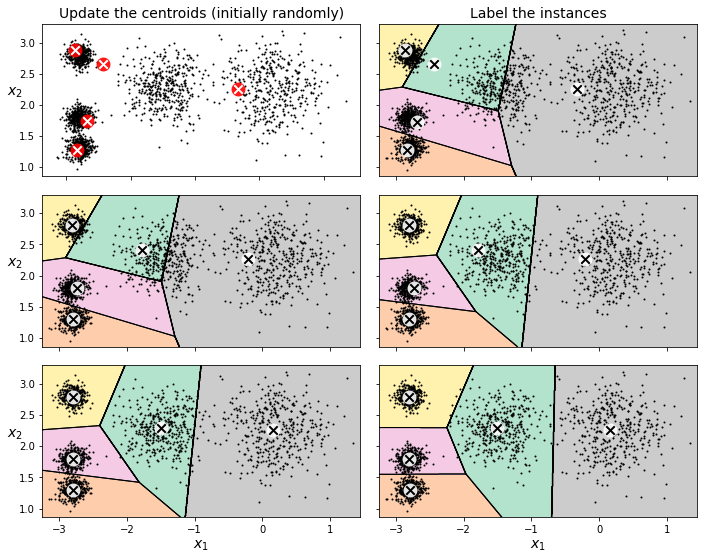 Update the centroids (initially randomly)
Label the instances
3.0
2.5
x₂
2.0
1.5
1.0
3.0
2.5
x₂
2.0
1.5
1.0
3.0
2.5
x₂
2.0
1.5
1.0
−3 −2 −1 0 1
−3 −2 −1 0 1
x₁
x₁